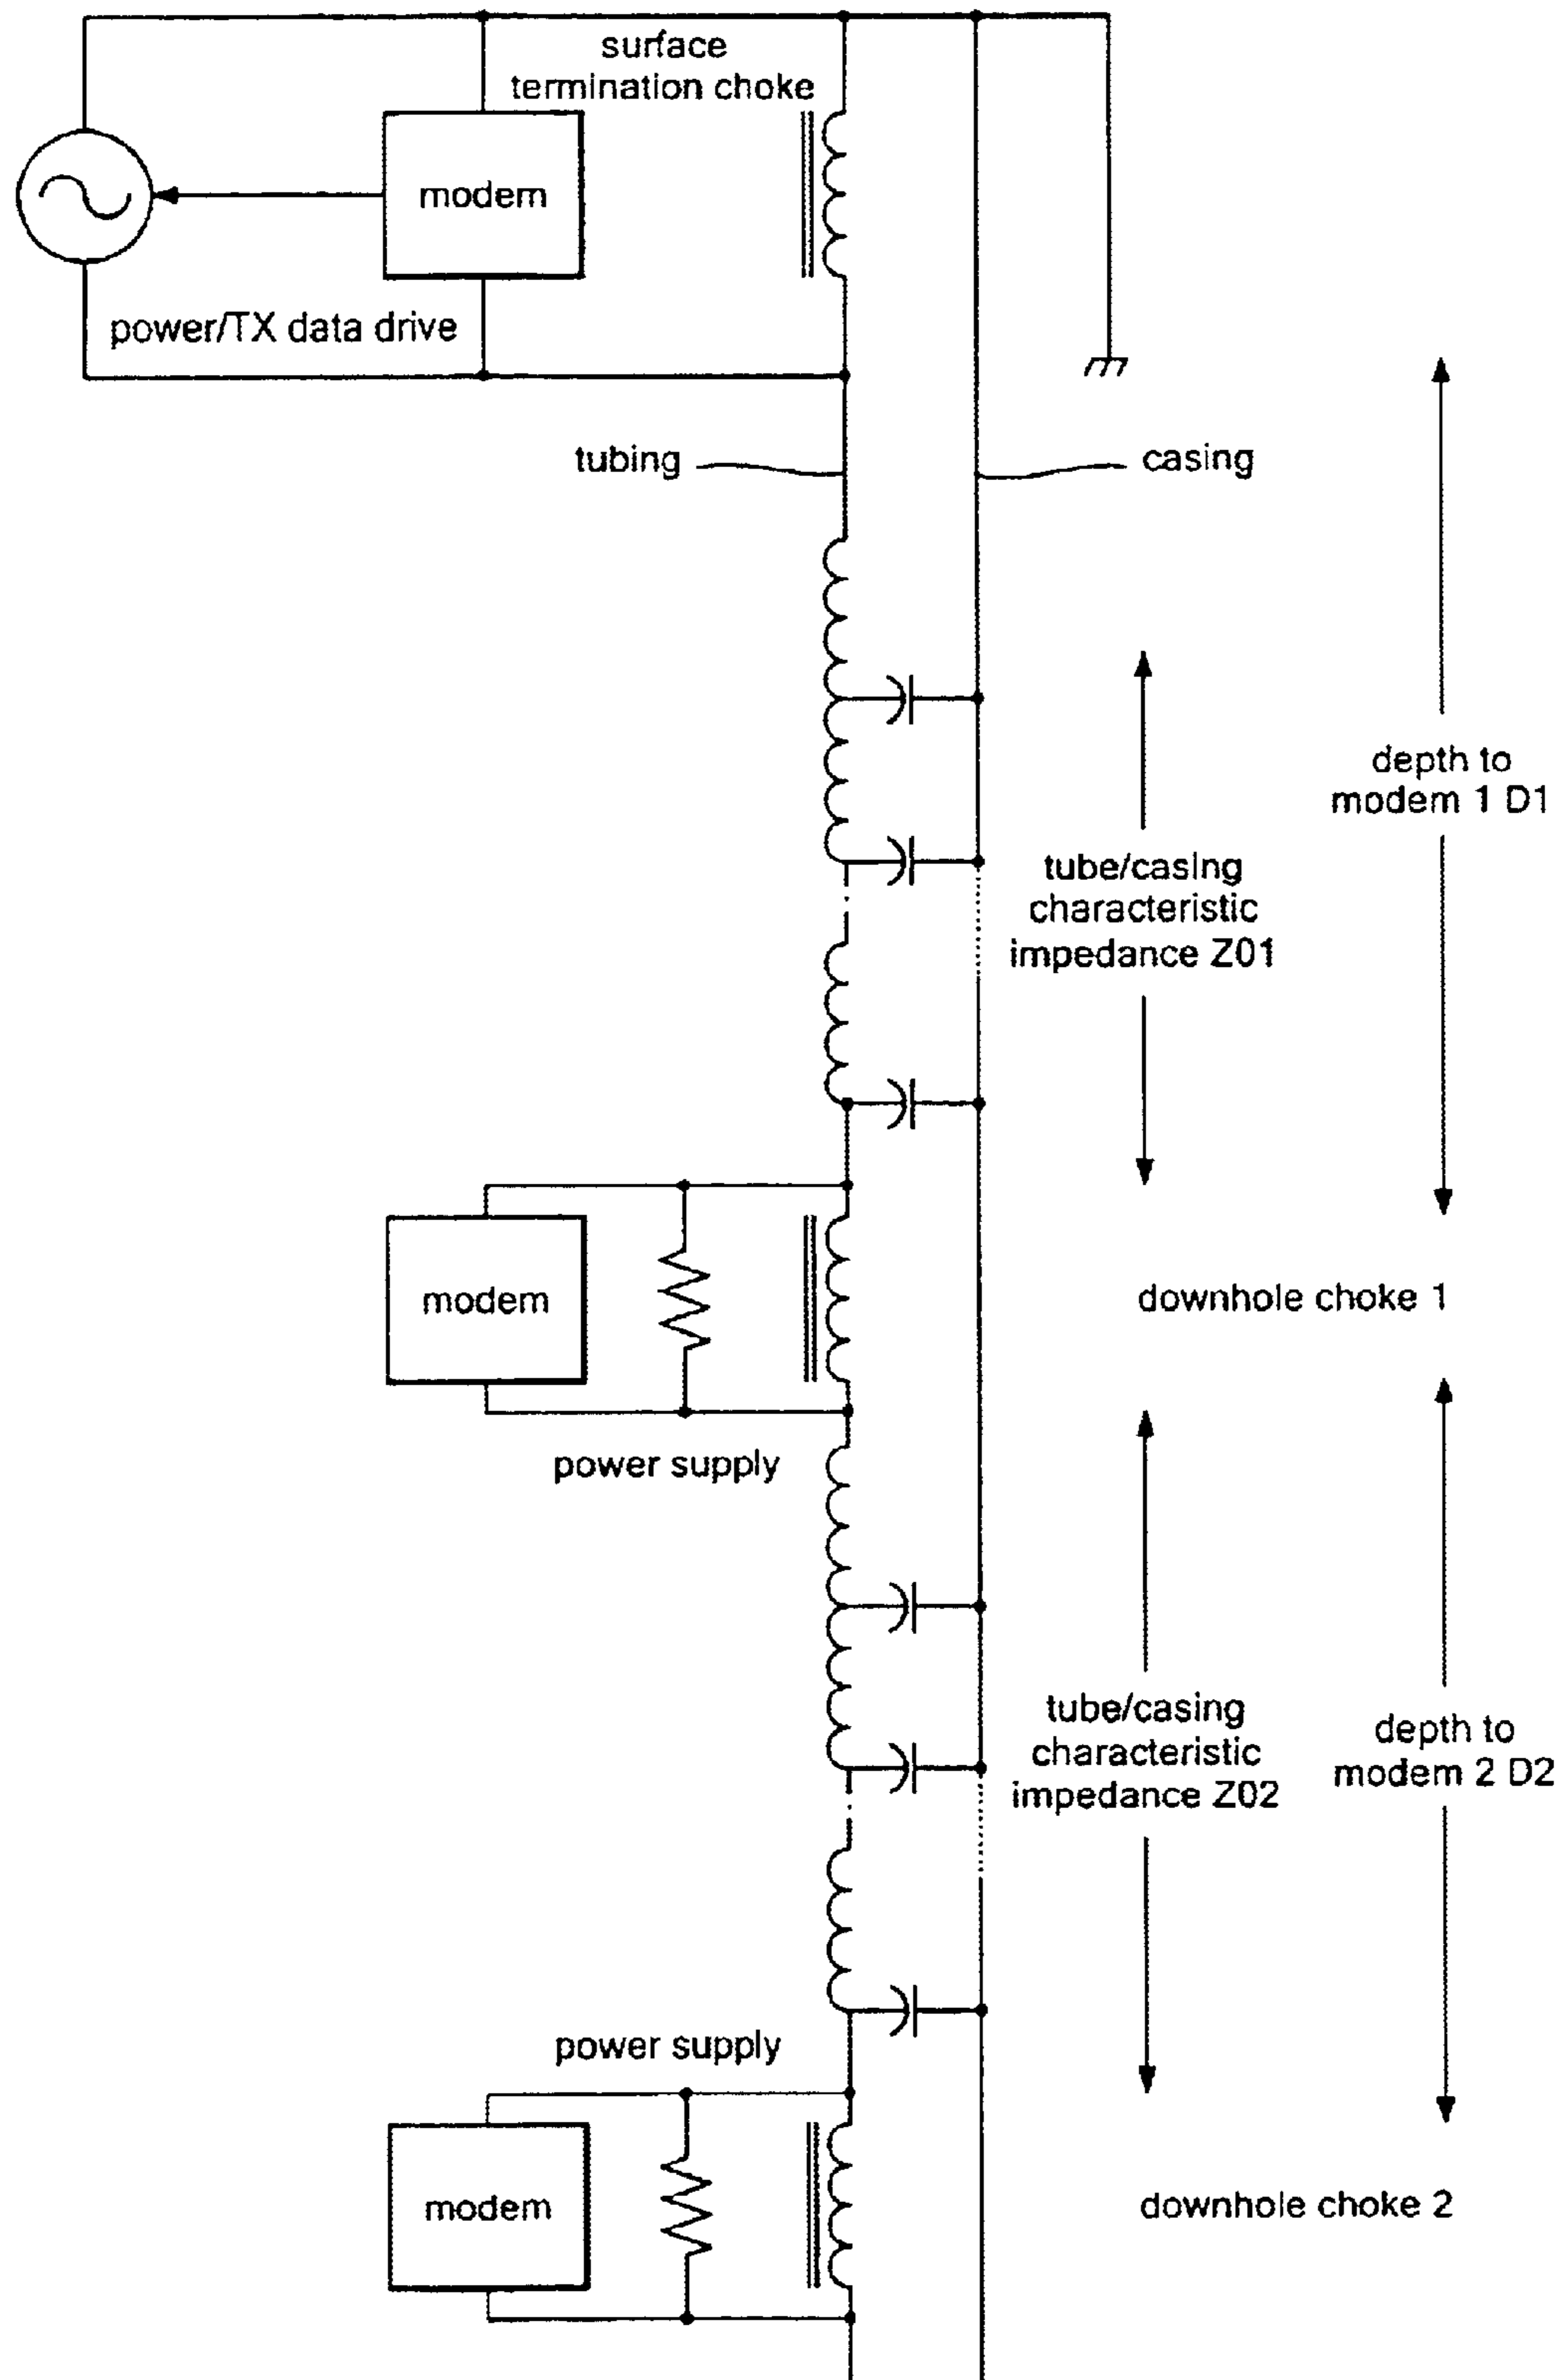 surface
termination choke
modem
power/TX data drive
tubing
casing
depth to
modem 1 D1
tube/casing
characteristic
impedance Z01
modem
downhole choke 1
power supply
tube/casing
characteristic
impedance Z02
depth to
modem 2 D2
power supply
modem
downhole choke 2